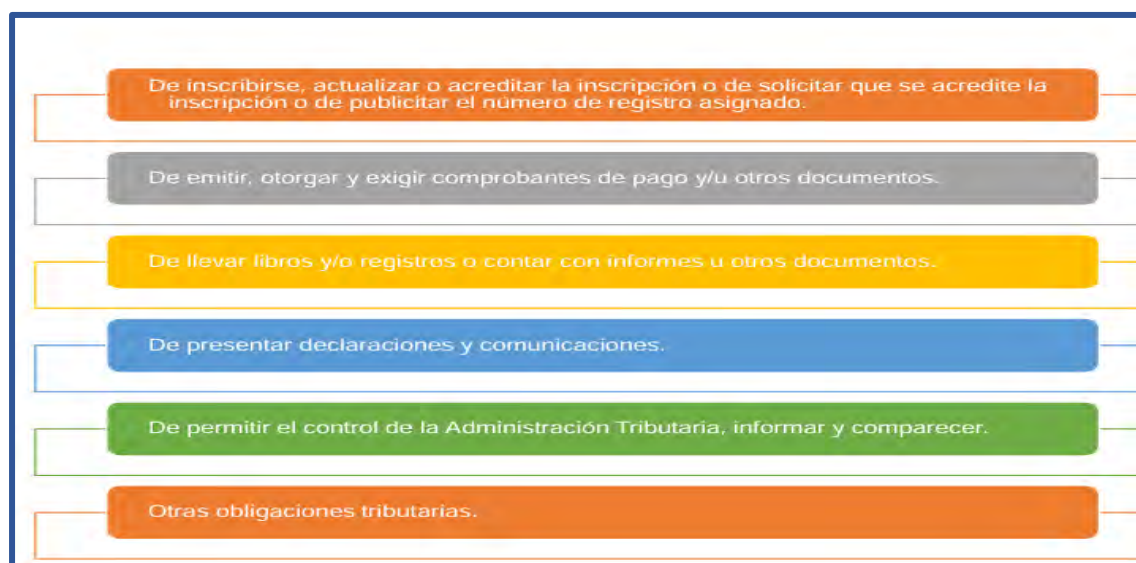 De inscribirse, actualizar o acreditar la inscripción o de solicitar que se acredite la
inscripción o de publicitar el número de registro asignado.
De emitir, otorgar y exigir comprobantes de pago y/u otros documentos.
De llevar libros y/o registros o contar con informes u otros documentos.
De presentar declaraciones y comunicaciones.
De permitir el control de la Administración Tributaria, informar y comparecer.
Otras obligaciones tributarias.